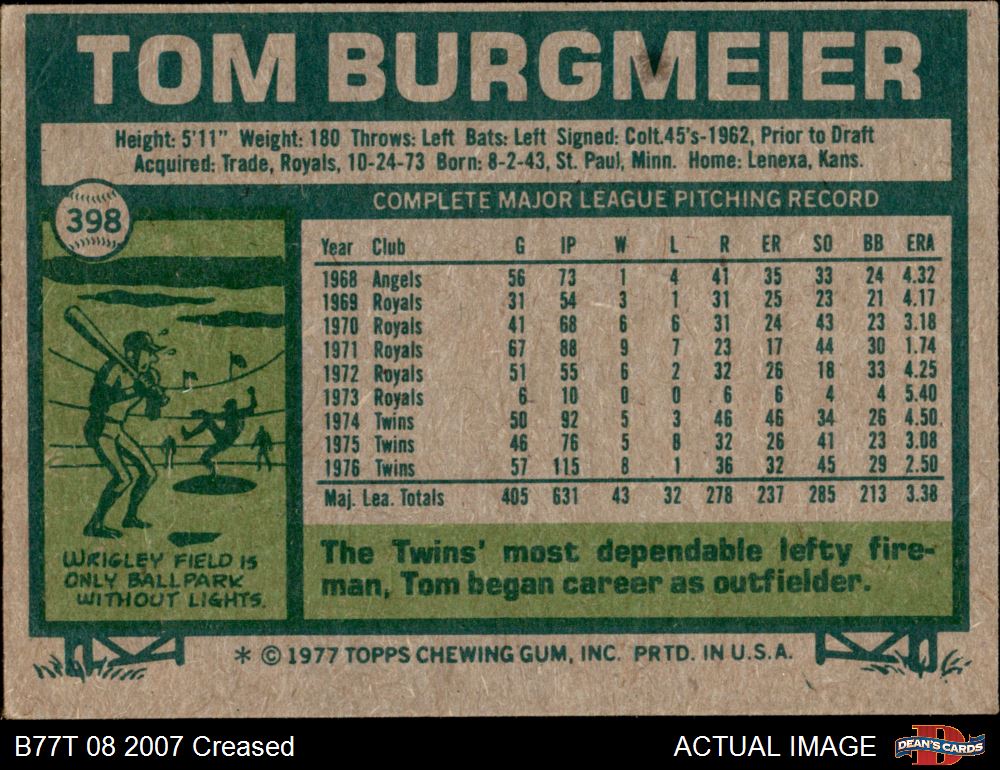 TOM BURGMEIER
Height: 5'11" Weight: 180 Throws: Left Bats: Left Signed: Colt.45's-1962, Prior to Draft
Acquired: Trade, Royals, 10-24-73 Born: 8-2-43, St. Paul, Minn. Home: Lenexa, Kans.
398
COMPLETE MAJOR LEAGUE PITCHING RECORD
Year Club G IP W L R ER SO BB ERA
1968 Angels 56 73 1 4 41 35 33 24 4.32
1969 Royals 31 54 3 1 31 25 23 21 4.17
1970 Royals 41 68 6 6 31 24 43 23 3.18
1971 Royals 67 88 9 7 23 17 44 30 1.74
1972 Royals 51 55 6 2 32 26 18 33 4.25
1973 Royals 6 10 0 0 6 6 4 4 5.40
1974 Twins 50 92 5 3 46 46 34 26 4.50
1975 Twins 46 76 5 8 32 26 41 23 3.08
1976 Twins 57 115 8 1 36 32 45 29 2.50
Maj. Lea. Totals 405 631 43 32 278 237 285 213 3.38
WRIGLEY FIELD IS
ONLY BALLPARK
WITHOUT LIGHTS.
The Twins' most dependable lefty fire-
man, Tom began career as outfielder.
* © 1977 TOPPS CHEWING GUM, INC. PRTD. IN U.S.A.
B77T 08 2007 Creased
ACTUAL IMAGE
DEAN'S CARDS